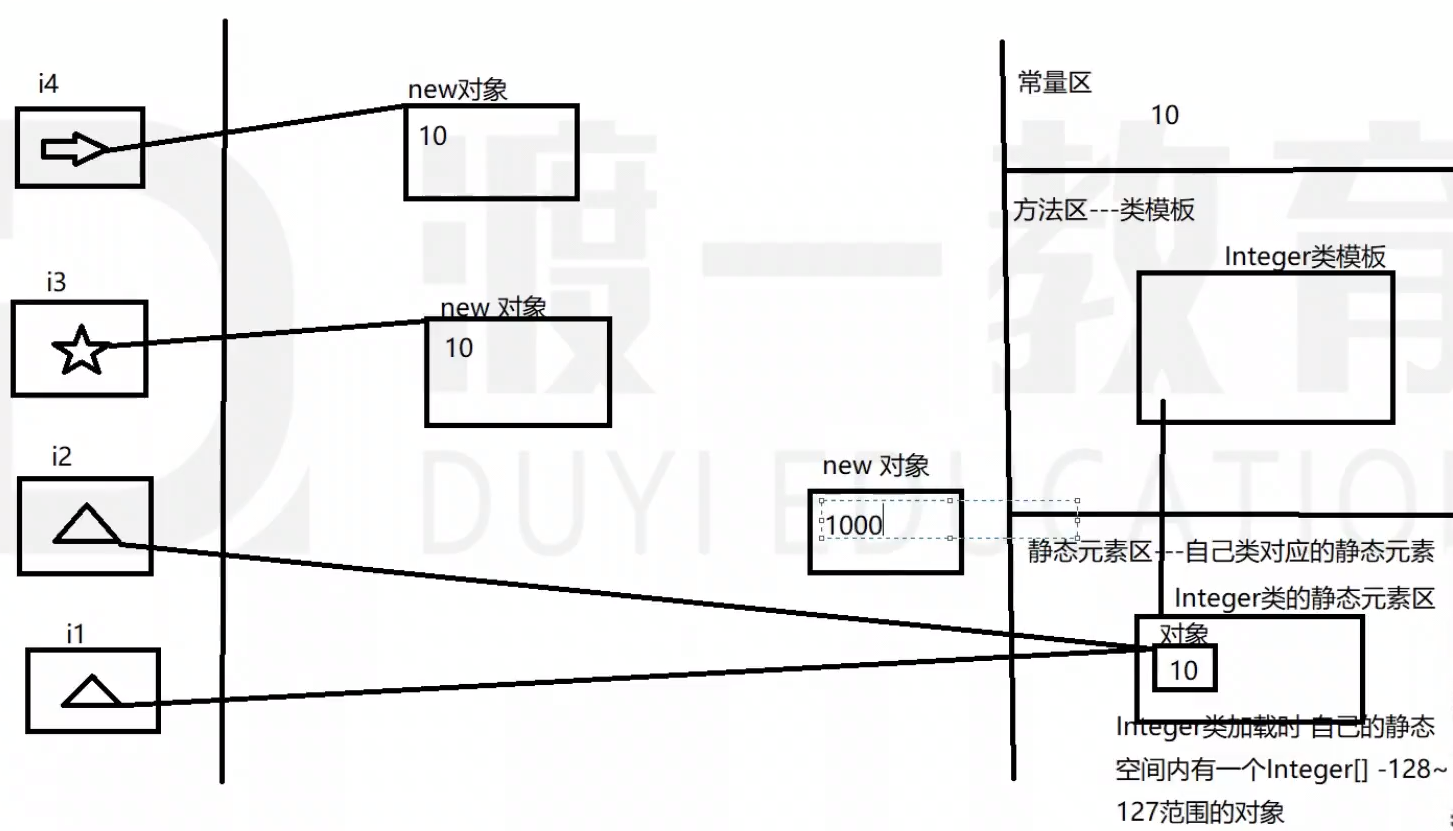 i4
new对象
10
i3
new 对象
10
i2
i1
new 对象
1000
常量区
10
方法区---类模板
Integer类模板
静态元素区---自己类对应的静态元素
Integer类的静态元素区
对象
10
Integer类加载时 自己的静态
空间内有一个Integer[] -128~
127范围的对象
渡一教育
DUYI EDUCATION